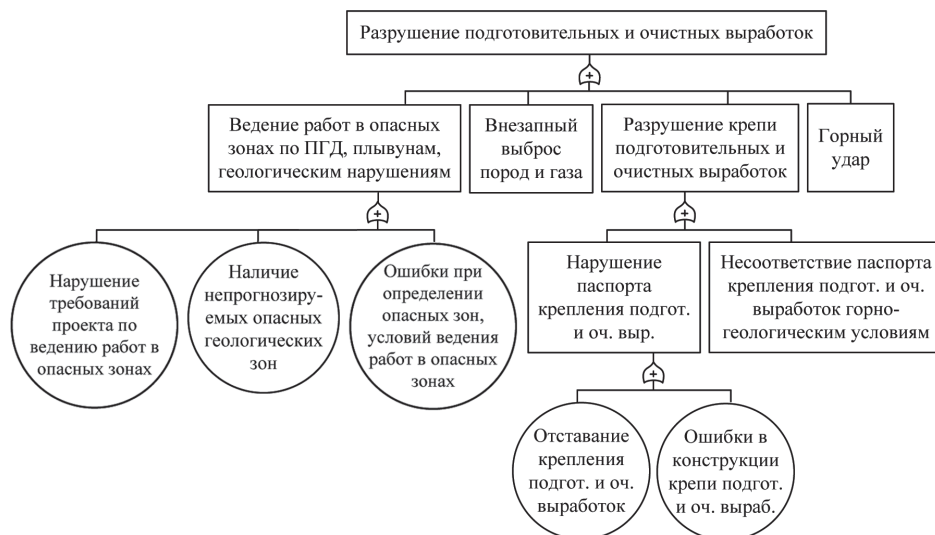 Разрушение подготовительных и очистных выработок
+
Ведение работ в опасных
зонах по ПГД, плывунам,
геологическим нарушениям
Внезапный
выброс
пород и газа
Разрушение крепи
подготовительных и
очистных выработок
Горный
удар
+
+
Нарушение
требований
проекта по
ведению работ в
опасных зонах
Наличие
непрогнозируе-
мых опасных
геологических
зон
Ошибки при
определении
опасных зон,
условий ведения
работ в опасных
зонах
Нарушение
паспорта
крепления подгот.
и оч. выр.
Несоответствие паспорта
крепления подгот. и оч.
выработок горно-
геологическим условиям
+
Отставание
крепления
подгот. и оч.
выработок
Ошибки в
конструкции
крепи подгот.
и оч. выраб.